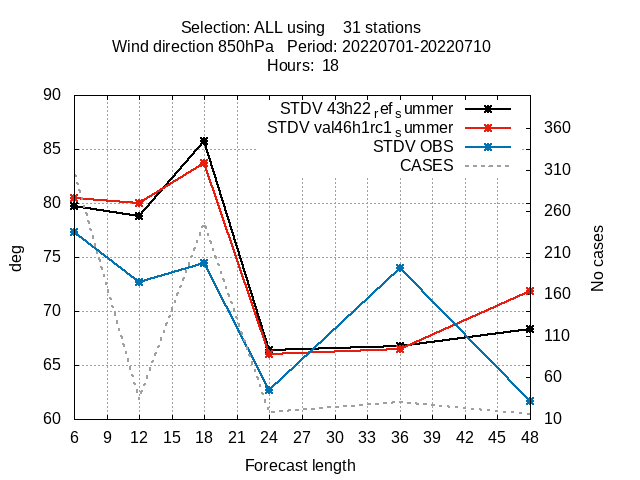 Selection: ALL using    31 stations
Wind direction 850hPa   Period: 20220701-20220710
Hours:  18
STDV 43h22ref summer
STDV val46h1rc1 summer
STDV OBS
CASES
90
85
80
75
70
65
60
deg
360
310
260
210
160
110
60
10
No cases
6 9 12 15 18 21 24 27 30 33 36 39 42 45 48
Forecast length